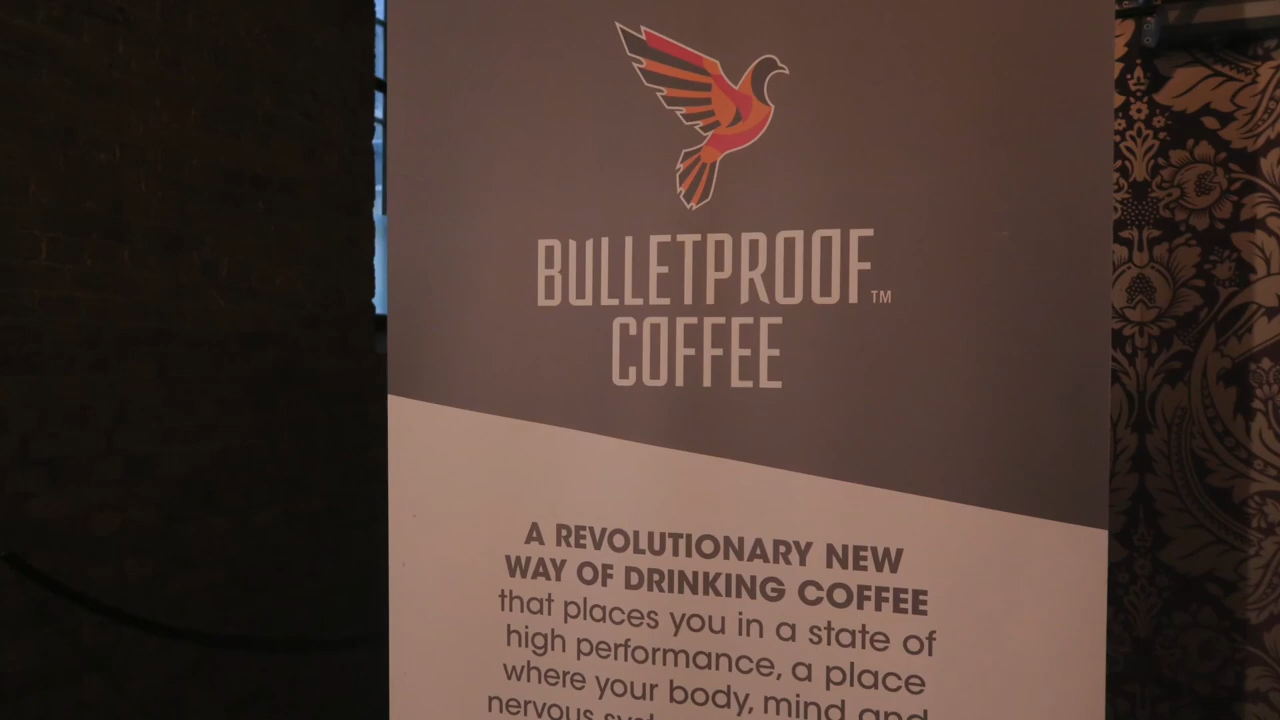 BULLETPROOF™
COFFEE
A REVOLUTIONARY NEW
WAY OF DRINKING COFFEE
that places you in a state of
high performance, a place
where your body, mind and
nervous